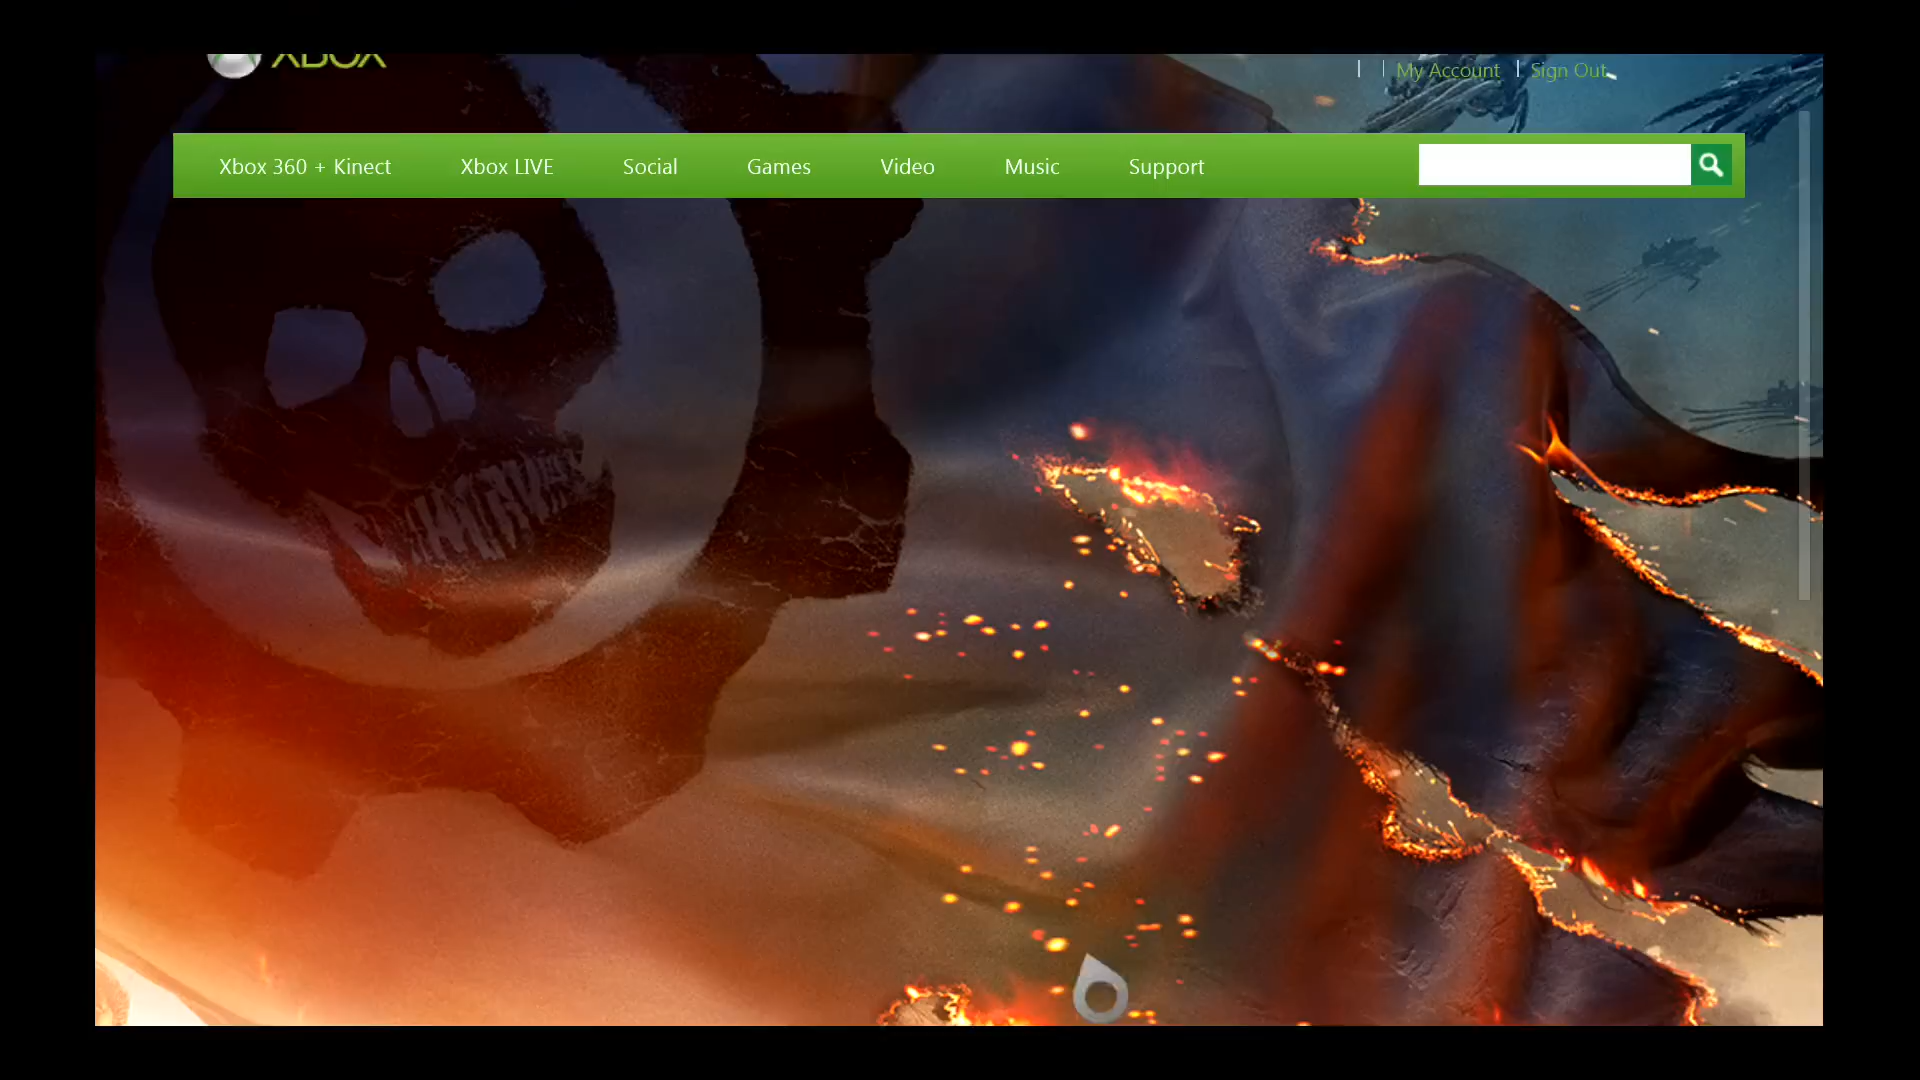 XBOX
My Account
Sign Out
Xbox 360 + Kinect
Xbox LIVE
Social
Games
Video
Music
Support